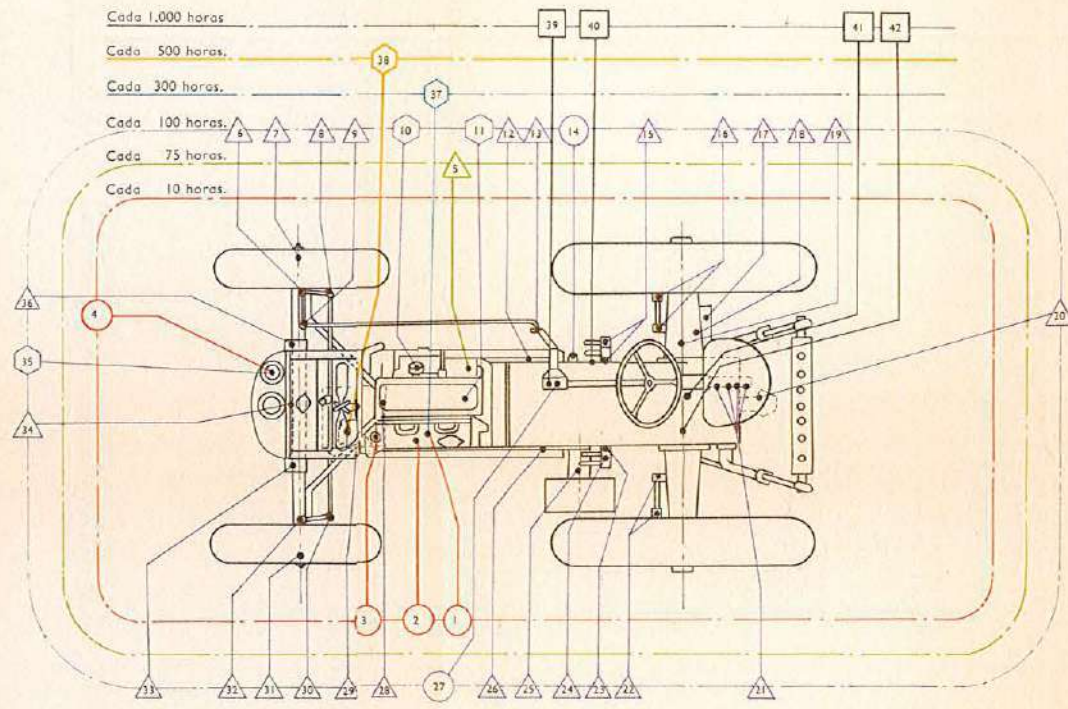 Cada 1.000 horas
39 40 41 42
Cada 500 horas.
38
Cada 300 horas.
37
Cada 100 horas.
6 7 8 9 10 11 12 13 14 15 16 17 18 19
Cada 75 horas.
5
Cada 10 horas.
36
4
20
35
34
3 2 1
33 32 31 30 29 28 27 26 25 24 23 22 21